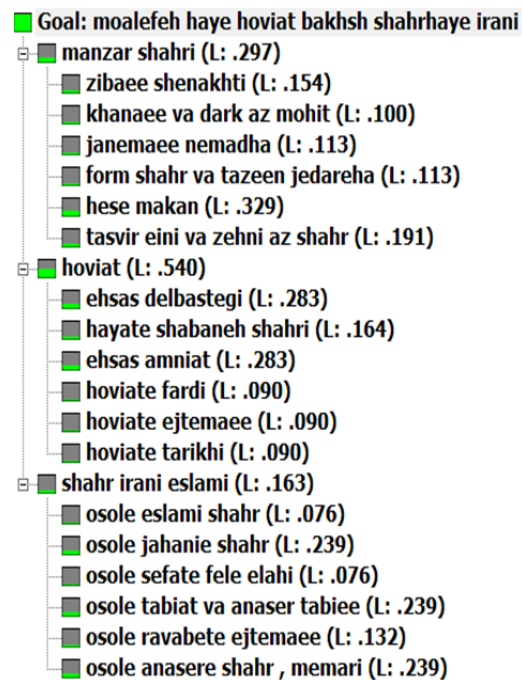 Goal: moalefeh haye hoviat bakhsh shahrhaye irani
manzar shahri (L: .297)
zibaee shenakhti (L: .154)
khanaee va dark az mohit (L: .100)
janemaee nemadha (L: .113)
form shahr va tazeen jedareha (L: .113)
hese makan (L: .329)
tasvir eini va zehni az shahr (L: .191)
hoviat (L: .540)
ehsas delbastegi (L: .283)
hayate shabaneh shahri (L: .164)
ehsas amniat (L: .283)
hoviate fardi (L: .090)
hoviate ejtemaee (L: .090)
hoviate tarikhi (L: .090)
shahr irani eslami (L: .163)
osole eslami shahr (L: .076)
osole jahanie shahr (L: .239)
osole sefate fele elahi (L: .076)
osole tabiat va anaser tabiee (L: .239)
osole ravabete ejtemaee (L: .132)
osole anasere shahr , memari (L: .239)